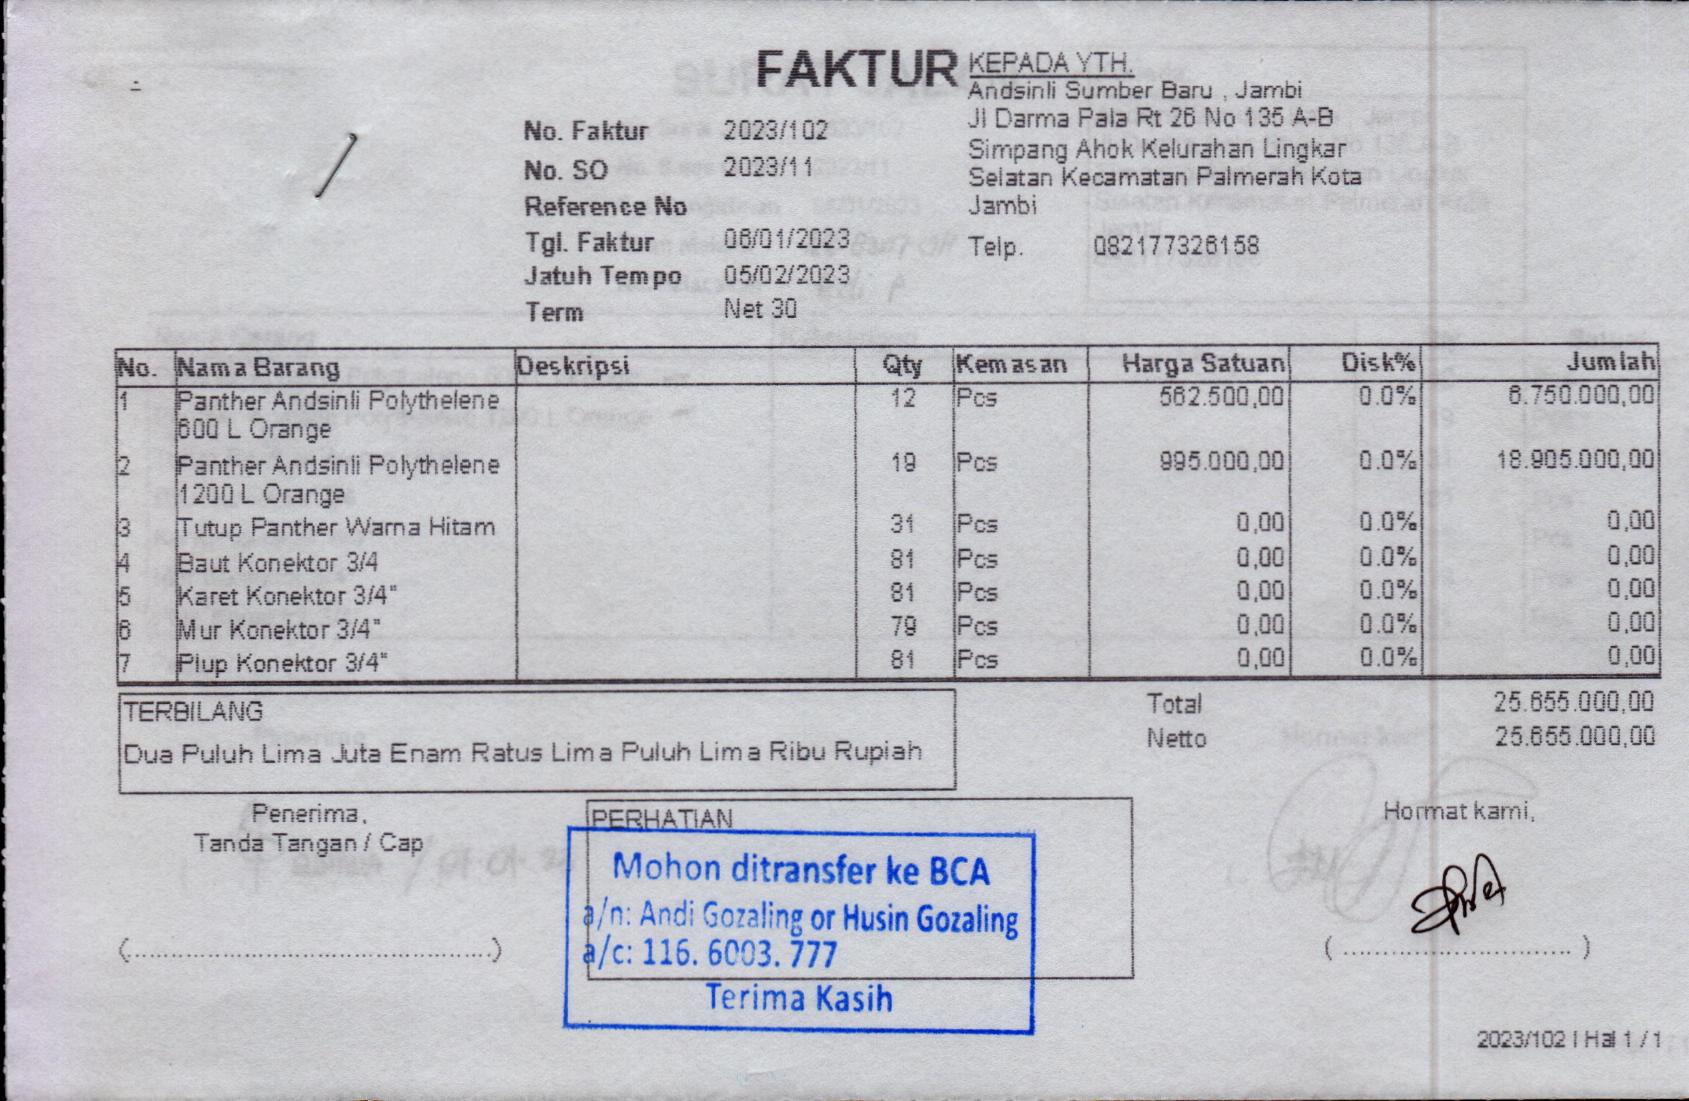 FAKTUR
KEPADA YTH.
Andsinli Sumber Baru , Jambi
Jl Darma Pala Rt 26 No 135 A-B
Simpang Ahok Kelurahan Lingkar
Selatan Kecamatan Palmerah Kota
Jambi
Telp. 082177326158
No. Faktur 2023/102
No. SO 2023/11
Reference No
Tgl. Faktur 06/01/2023
Jatuh Tempo 05/02/2023
Term Net 30
No. Nama Barang Deskripsi Qty Kemasan Harga Satuan Disk% Jumlah
1 Panther Andsinli Polythelene 12 Pcs 562.500,00 0.0% 6.750.000,00
600 L Orange
2 Panther Andsinli Polythelene 19 Pcs 995.000,00 0.0% 18.905.000,00
1200 L Orange
3 Tutup Panther Warna Hitam 31 Pcs 0,00 0.0% 0,00
4 Baut Konektor 3/4 81 Pcs 0,00 0.0% 0,00
5 Karet Konektor 3/4" 81 Pcs 0,00 0.0% 0,00
6 Mur Konektor 3/4" 79 Pcs 0,00 0.0% 0,00
7 Plup Konektor 3/4" 81 Pcs 0,00 0.0% 0,00
TERBILANG
Dua Puluh Lima Juta Enam Ratus Lima Puluh Lima Ribu Rupiah
Total 25.655.000,00
Netto 25.655.000,00
Penerima,
Tanda Tangan / Cap
PERHATIAN
Mohon ditransfer ke BCA
a/n: Andi Gozaling or Husin Gozaling
a/c: 116. 6003. 777
Terima Kasih
Hormat kami,
(..............................................)
( ............................. )
2023/102 | Hal 1 / 1